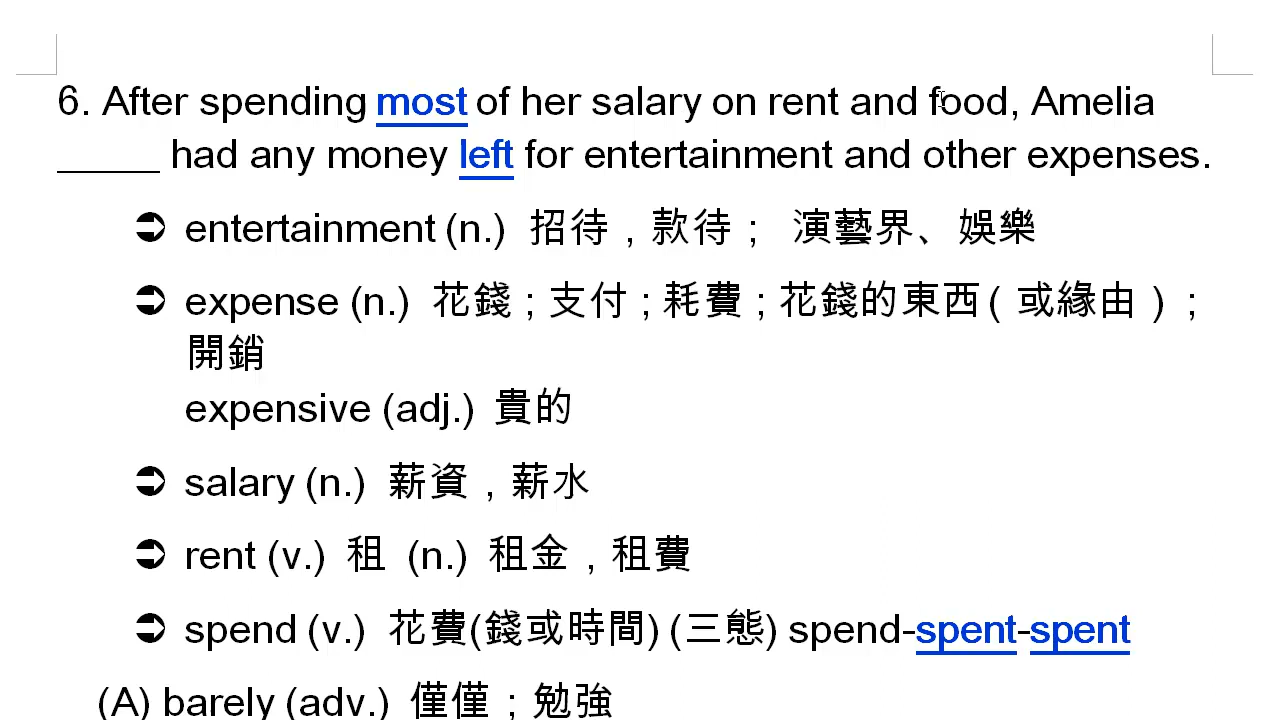 6. After spending most of her salary on rent and food, Amelia
_____ had any money left for entertainment and other expenses.
➲ entertainment (n.) 招待，款待； 演藝界、娛樂
➲ expense (n.) 花錢；支付；耗費；花錢的東西(或緣由)；
開銷
expensive (adj.) 貴的
➲ salary (n.) 薪資，薪水
➲ rent (v.) 租 (n.) 租金，租費
➲ spend (v.) 花費(錢或時間) (三態) spend-spent-spent
(A) barely (adv.) 僅僅；勉強